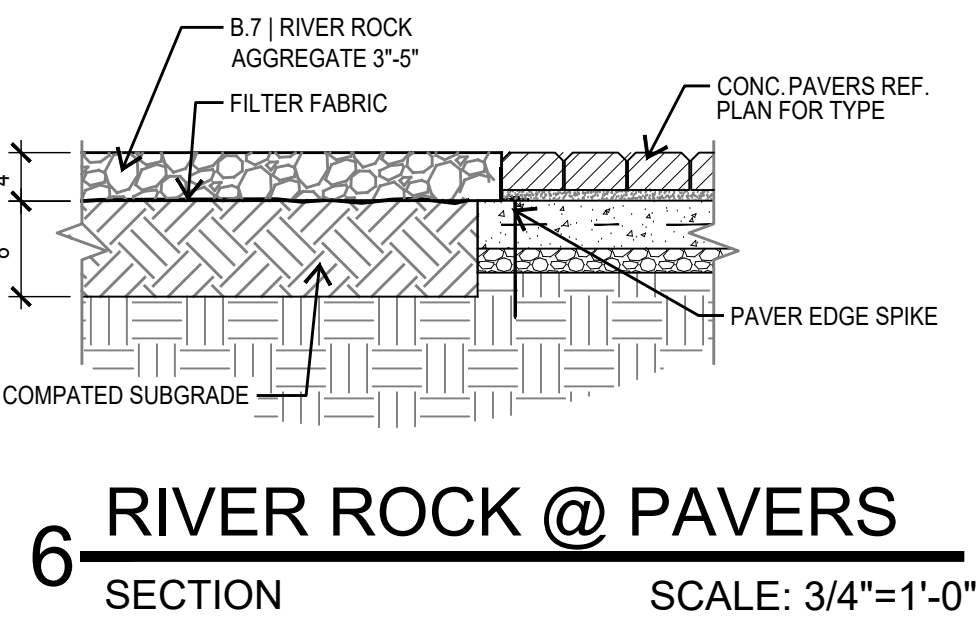 B.7 | RIVER ROCK
AGGREGATE 3"-5"
FILTER FABRIC
CONC. PAVERS REF.
PLAN FOR TYPE
PAVER EDGE SPIKE
COMPATED SUBGRADE
6
RIVER ROCK @ PAVERS
SECTION
SCALE: 3/4"=1'-0"